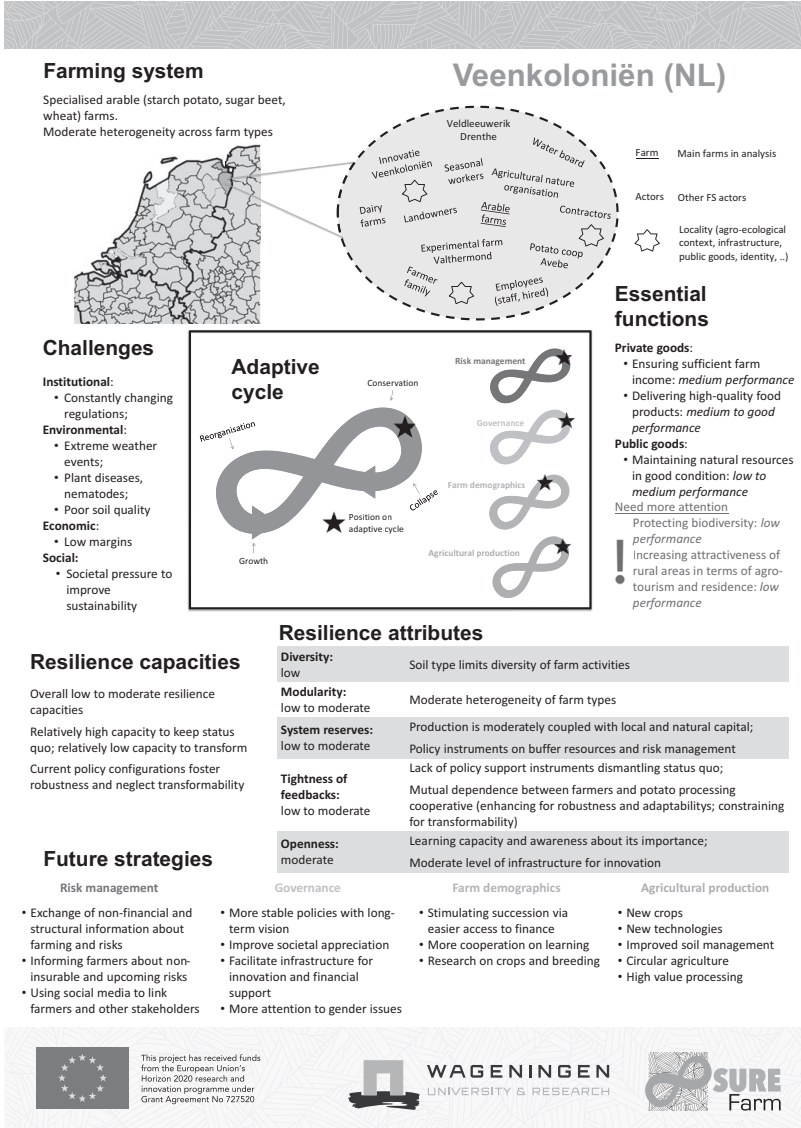 Farming system
Veenkoloniën (NL)
Specialised arable (starch potato, sugar beet,
wheat) farms.
Moderate heterogeneity across farm types
Veldleeuwerik
Drenthe
Water board
Innovatie
Veenkoloniën
Seasonal
workers
Agricultural nature
organisation
Dairy
farms
Landowners
Arable
farms
Contractors
Experimental farm
Valthermond
Potato coop
Avebe
Farmer
family
Employees
(staff, hired)
Farm Main farms in analysis
Actors Other FS actors
Locality (agro-ecological
context, infrastructure,
public goods, identity, ..)
Challenges
Institutional:
• Constantly changing
regulations;
Environmental:
• Extreme weather
events;
• Plant diseases,
nematodes;
• Poor soil quality
Economic:
• Low margins
Social:
• Societal pressure to
improve
sustainability
Adaptive
cycle
Conservation
Reorganisation
Collapse
Growth
Position on
adaptive cycle
Risk management
Governance
Farm demographics
Agricultural production
Essential
functions
Private goods:
• Ensuring sufficient farm
income: medium performance
• Delivering high-quality food
products: medium to good
performance
Public goods:
• Maintaining natural resources
in good condition: low to
medium performance
Need more attention
Protecting biodiversity: low
performance
! Increasing attractiveness of
rural areas in terms of agro-
tourism and residence: low
performance
Resilience capacities
Overall low to moderate resilience
capacities
Relatively high capacity to keep status
quo; relatively low capacity to transform
Current policy configurations foster
robustness and neglect transformability
Resilience attributes
Diversity:
low
Soil type limits diversity of farm activities
Modularity:
low to moderate
Moderate heterogeneity of farm types
System reserves:
low to moderate
Production is moderately coupled with local and natural capital;
Policy instruments on buffer resources and risk management
Tightness of
feedbacks:
low to moderate
Lack of policy support instruments dismantling status quo;
Mutual dependence between farmers and potato processing
cooperative (enhancing for robustness and adaptabilitys; constraining
for transformability)
Openness:
moderate
Learning capacity and awareness about its importance;
Moderate level of infrastructure for innovation
Future strategies
Risk management
• Exchange of non-financial and
structural information about
farming and risks
• Informing farmers about non-
insurable and upcoming risks
• Using social media to link
farmers and other stakeholders
Governance
• More stable policies with long-
term vision
• Improve societal appreciation
• Facilitate infrastructure for
innovation and financial
support
• More attention to gender issues
Farm demographics
• Stimulating succession via
easier access to finance
• More cooperation on learning
• Research on crops and breeding
Agricultural production
• New crops
• New technologies
• Improved soil management
• Circular agriculture
• High value processing
This project has received funds
from the European Union's
Horizon 2020 research and
innovation programme under
Grant Agreement No 727520
WAGENINGEN
UNIVERSITY & RESEARCH
SURE
Farm